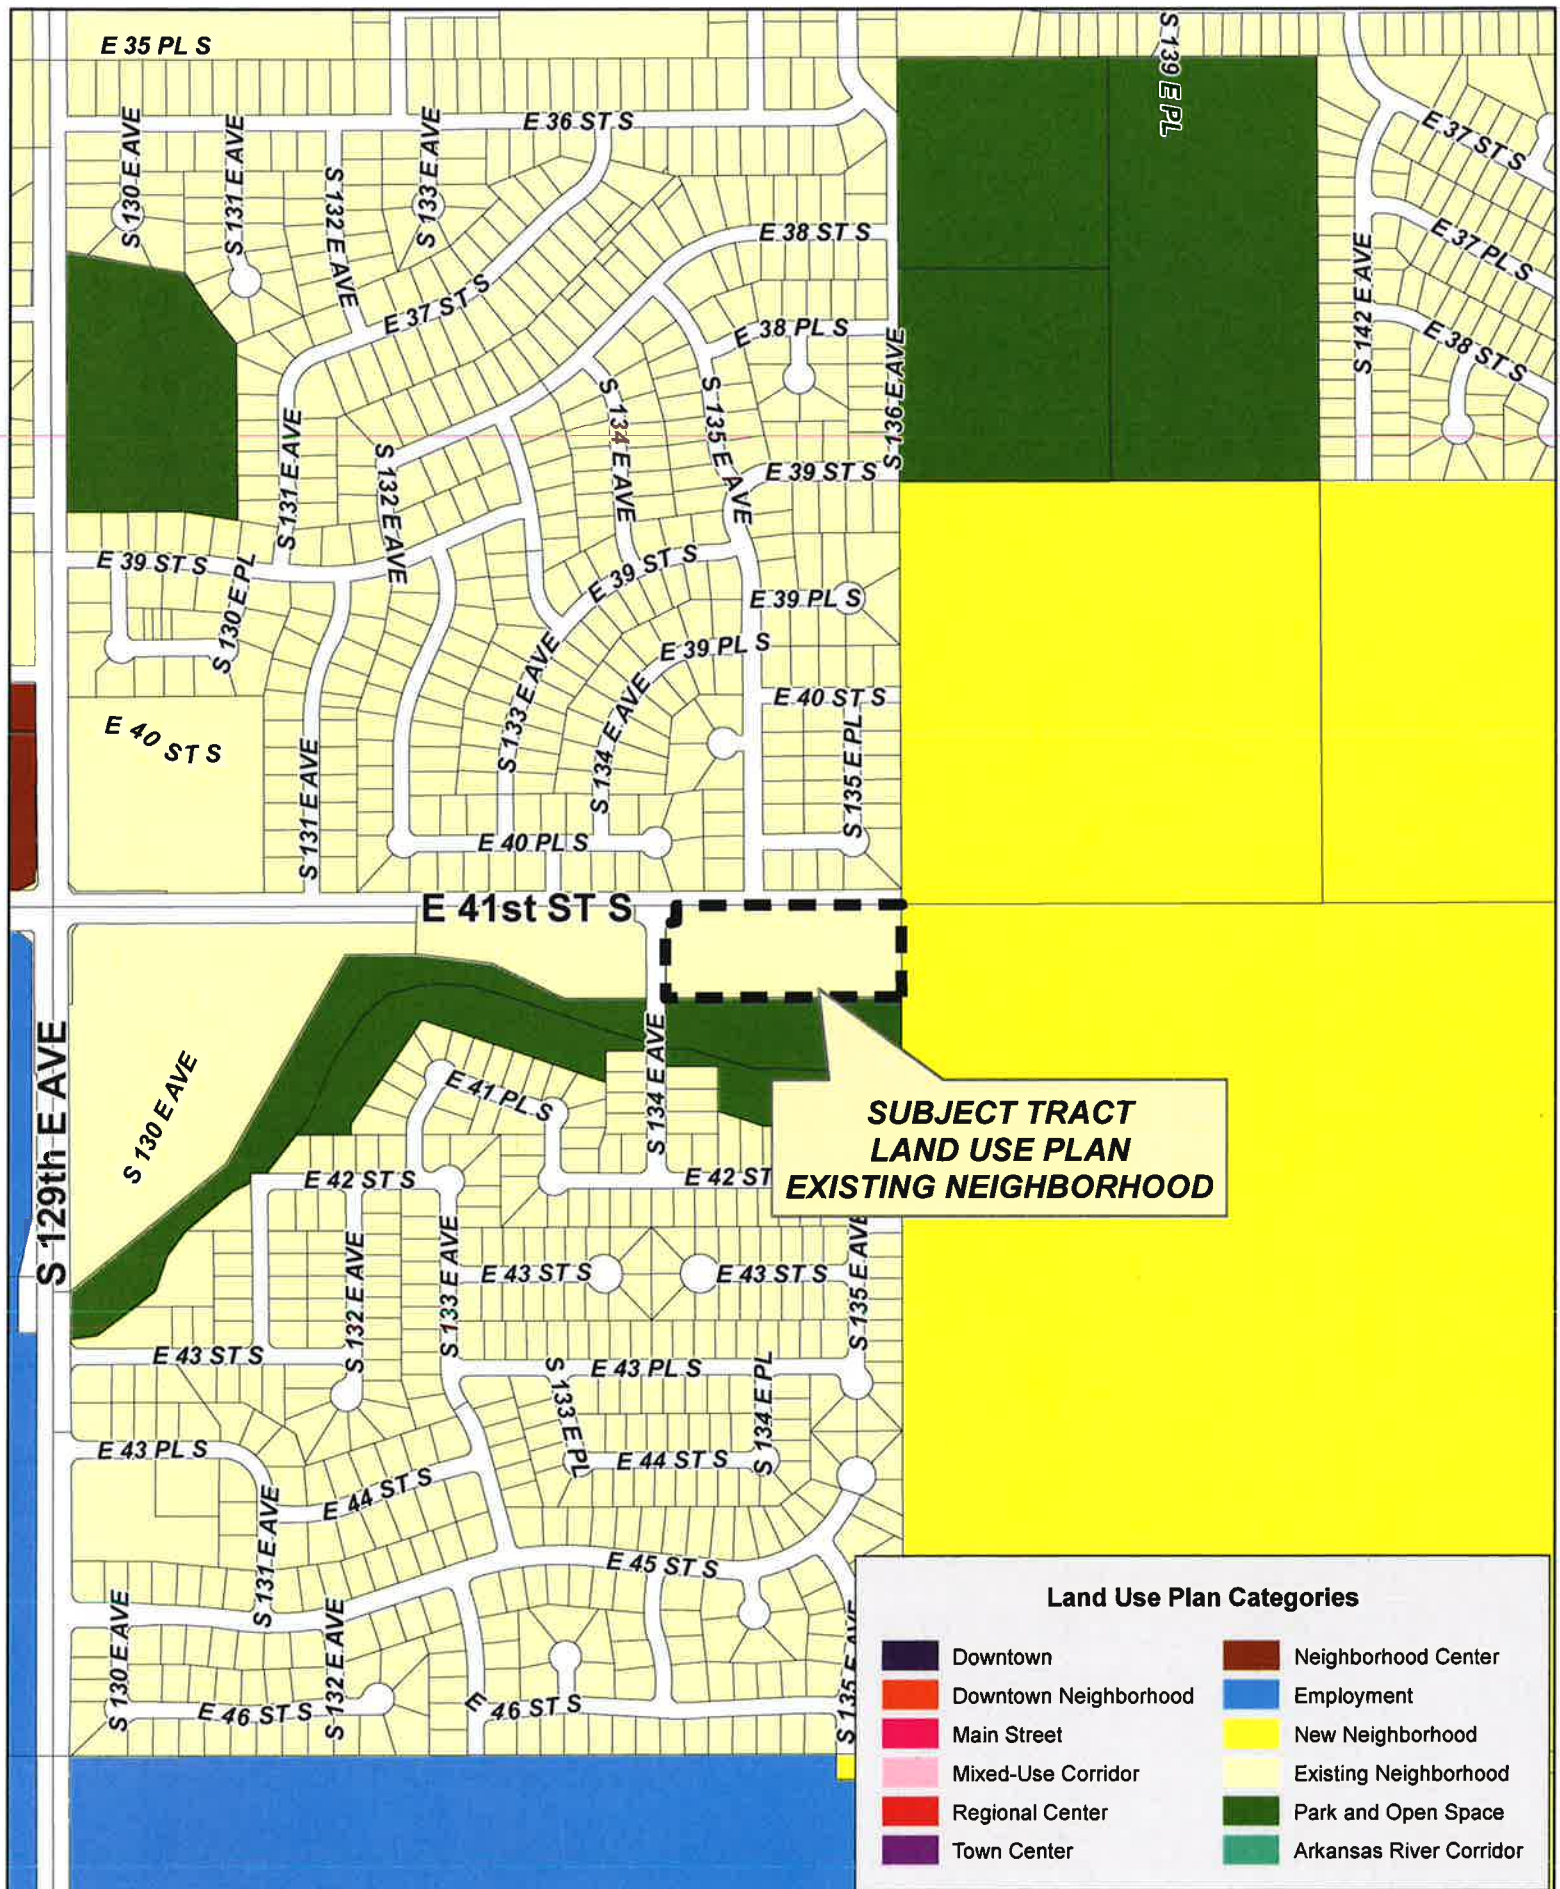 E 35 PL S
S 139 E PL
E 36 ST S
S 130 E AVE
S 131 E AVE
S 132 E AVE
S 133 E AVE
E 37 ST S
E 37 ST S
E 38 ST S
E 37 PL S
S 142 E AVE
E 38 PL S
E 38 ST S
S 136 E AVE
S 131 E AVE
S 132 E AVE
S 134 E AVE
S 135 E AVE
E 39 ST S
E 39 ST S
E 39 ST S
S 130 E PL
E 39 PL S
E 39 PL S
S 133 E AVE
S 134 E AVE
E 40 ST S
E 40 ST S
S 131 E AVE
S 135 E PL
E 40 PL S
E 41st ST S
S 129th E AVE
S 130 E AVE
S 134 E AVE
E 41 PL S
SUBJECT TRACT
LAND USE PLAN
EXISTING NEIGHBORHOOD
E 42 ST S
E 42 ST
S 132 E AVE
S 133 E AVE
E 43 ST S
E 43 ST S
S 135 E AVE
E 43 ST S
S 133 E PL
E 43 PL S
S 134 E PL
E 43 PL S
E 44 ST S
E 44 ST S
S 131 E AVE
E 45 ST S
S 130 E AVE
S 132 E AVE
E 46 ST S
E 46 ST S
S 135 E AVE
Land Use Plan Categories
Downtown
Downtown Neighborhood
Main Street
Mixed-Use Corridor
Regional Center
Town Center
Neighborhood Center
Employment
New Neighborhood
Existing Neighborhood
Park and Open Space
Arkansas River Corridor